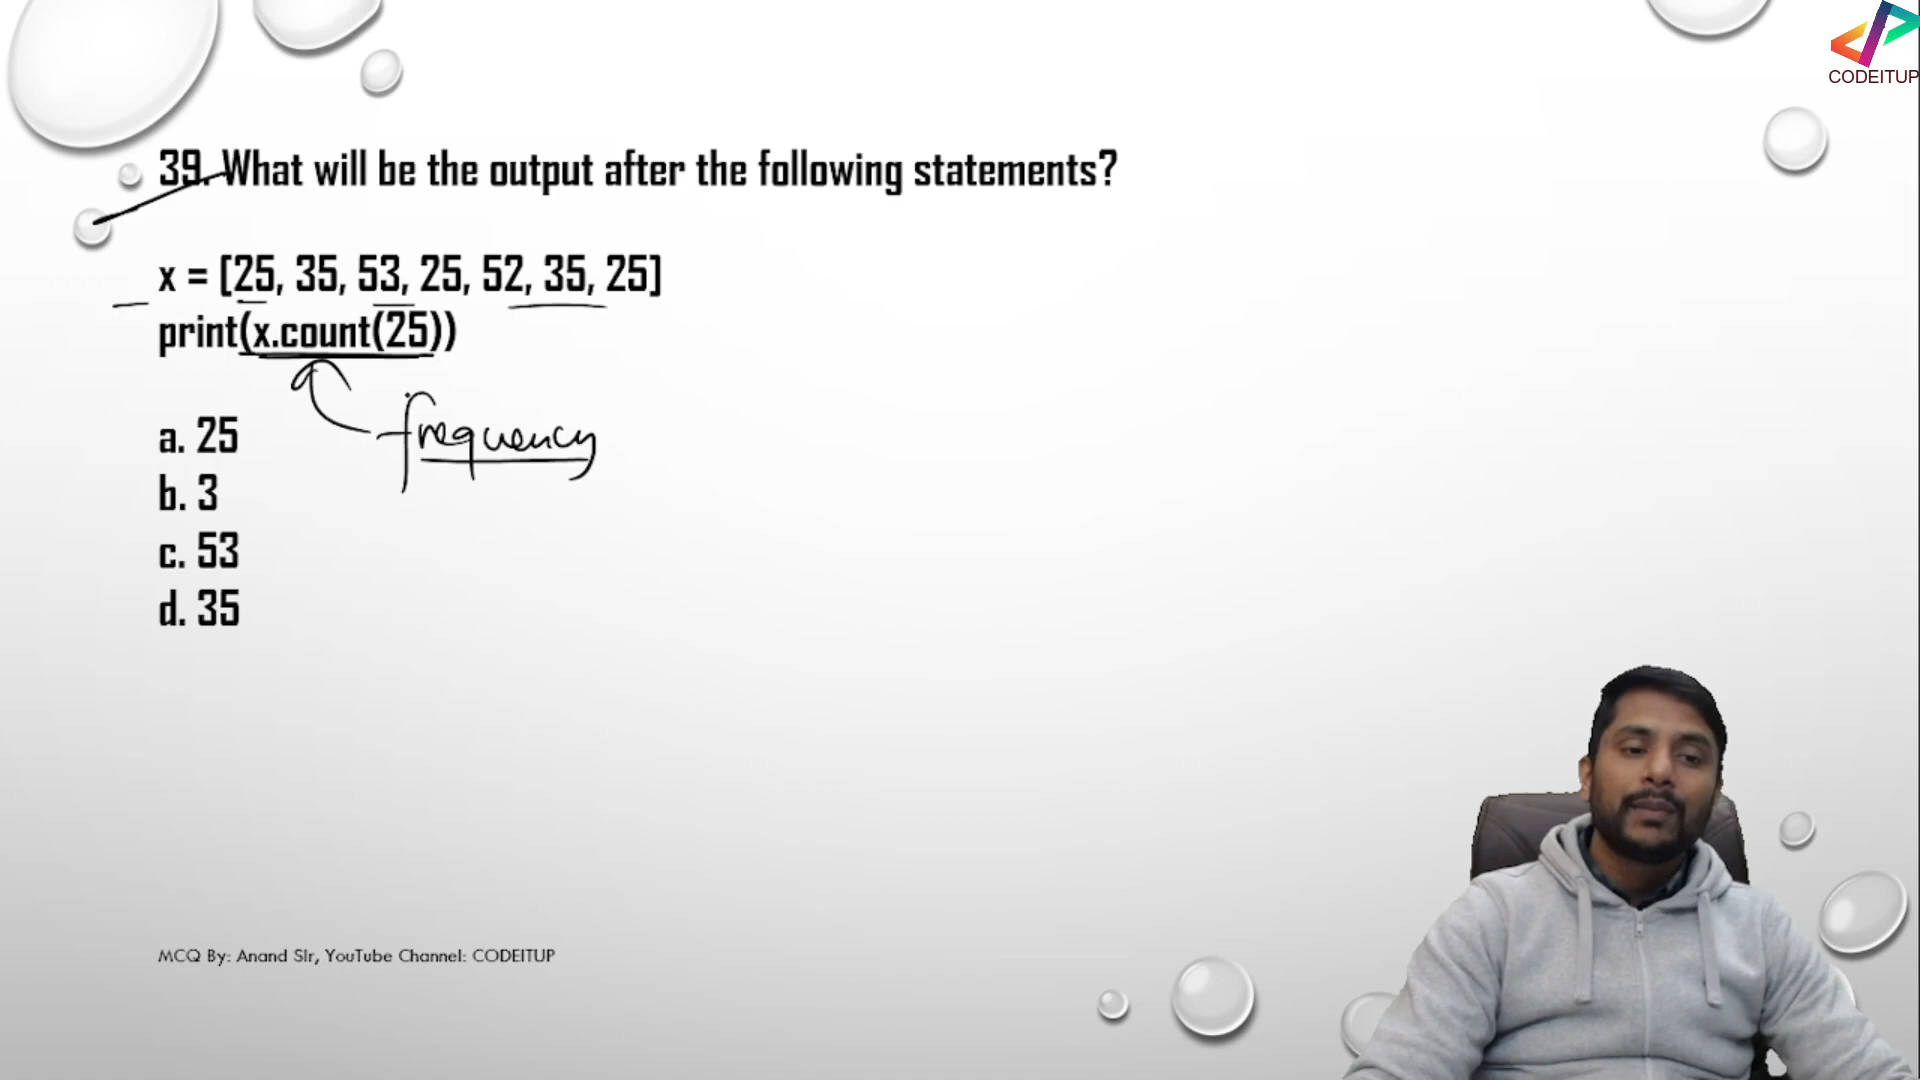 CODEITUP
39. What will be the output after the following statements?
x = [25, 35, 53, 25, 52, 35, 25]
print(x.count(25))
frequency
a. 25
b. 3
c. 53
d. 35
MCQ By: Anand SIr, YouTube Channel: CODEITUP